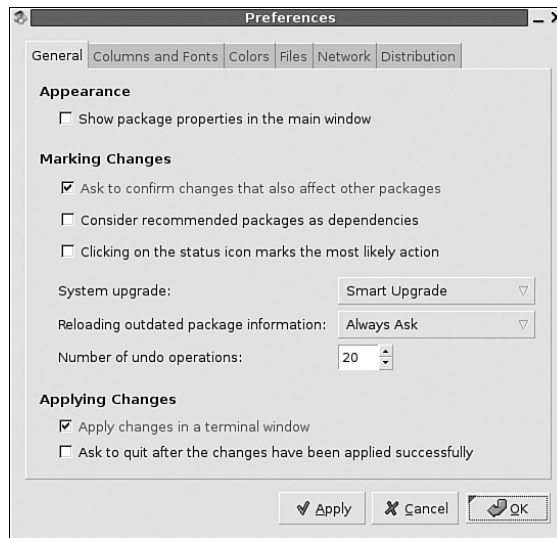 Preferences
General Columns and Fonts Colors Files Network Distribution
Appearance
Show package properties in the main window
Marking Changes
Ask to confirm changes that also affect other packages
Consider recommended packages as dependencies
Clicking on the status icon marks the most likely action
System upgrade: Smart Upgrade
Reloading outdated package information: Always Ask
Number of undo operations: 20
Applying Changes
Apply changes in a terminal window
Ask to quit after the changes have been applied successfully
Apply Cancel OK